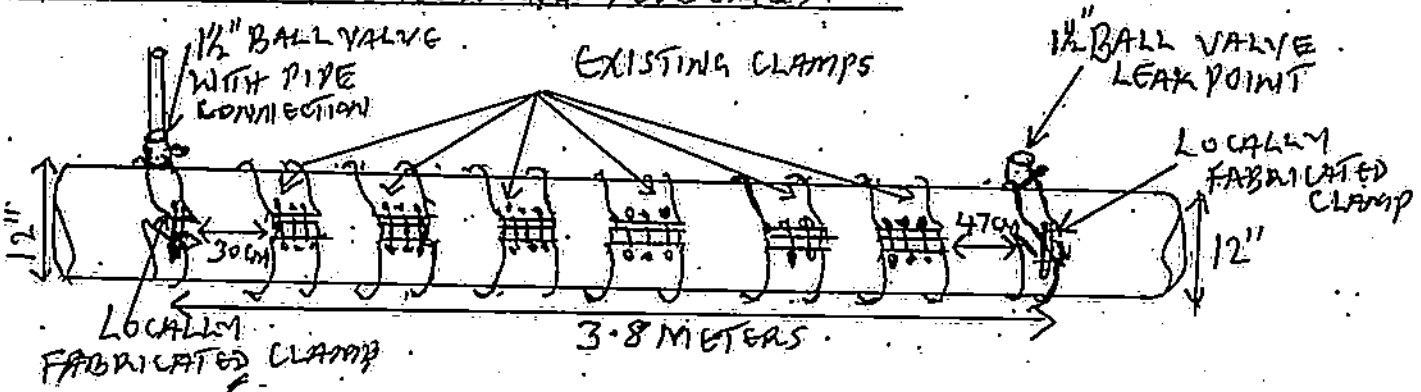 1½" BALL VALVE
WITH PIPE
CONNECTION
EXISTING CLAMPS
1½" BALL VALVE
LEAK POINT
LOCALLY
FABRICATED
CLAMP
12"
30cm
47cm
12"
3.8 METERS
LOCALLY
FABRICATED CLAMP